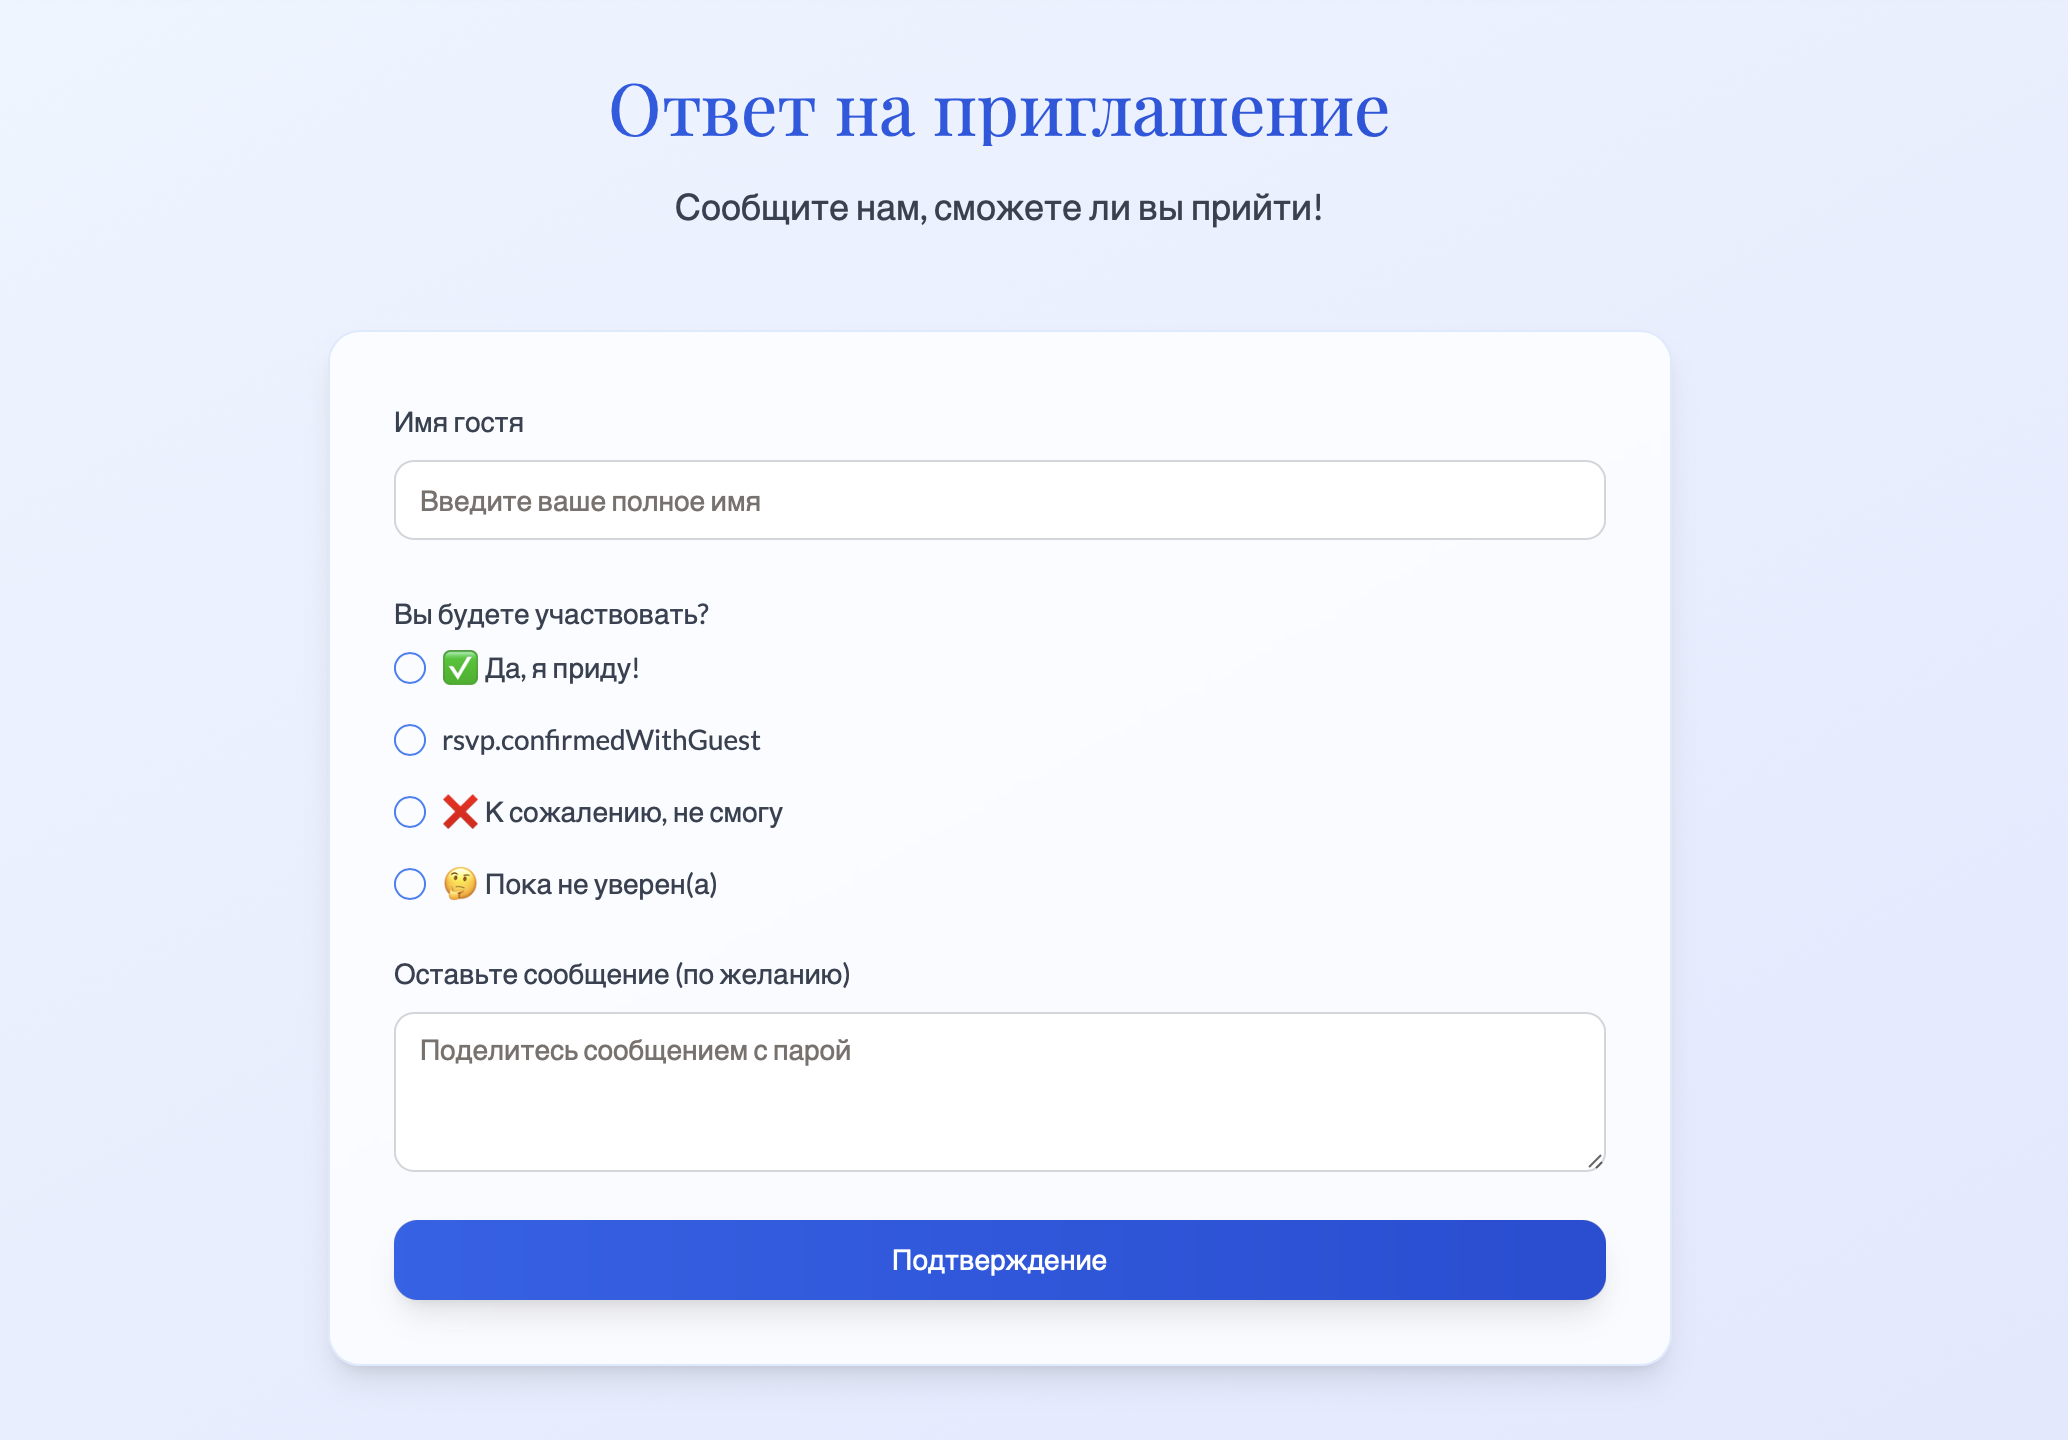 Ответ на приглашение
Сообщите нам, сможете ли вы прийти!
Имя гостя
Введите ваше полное имя
Вы будете участвовать?
✅ Да, я приду!
rsvp.confirmedWithGuest
❌ К сожалению, не смогу
🤔 Пока не уверен(а)
Оставьте сообщение (по желанию)
Поделитесь сообщением с парой
Подтверждение